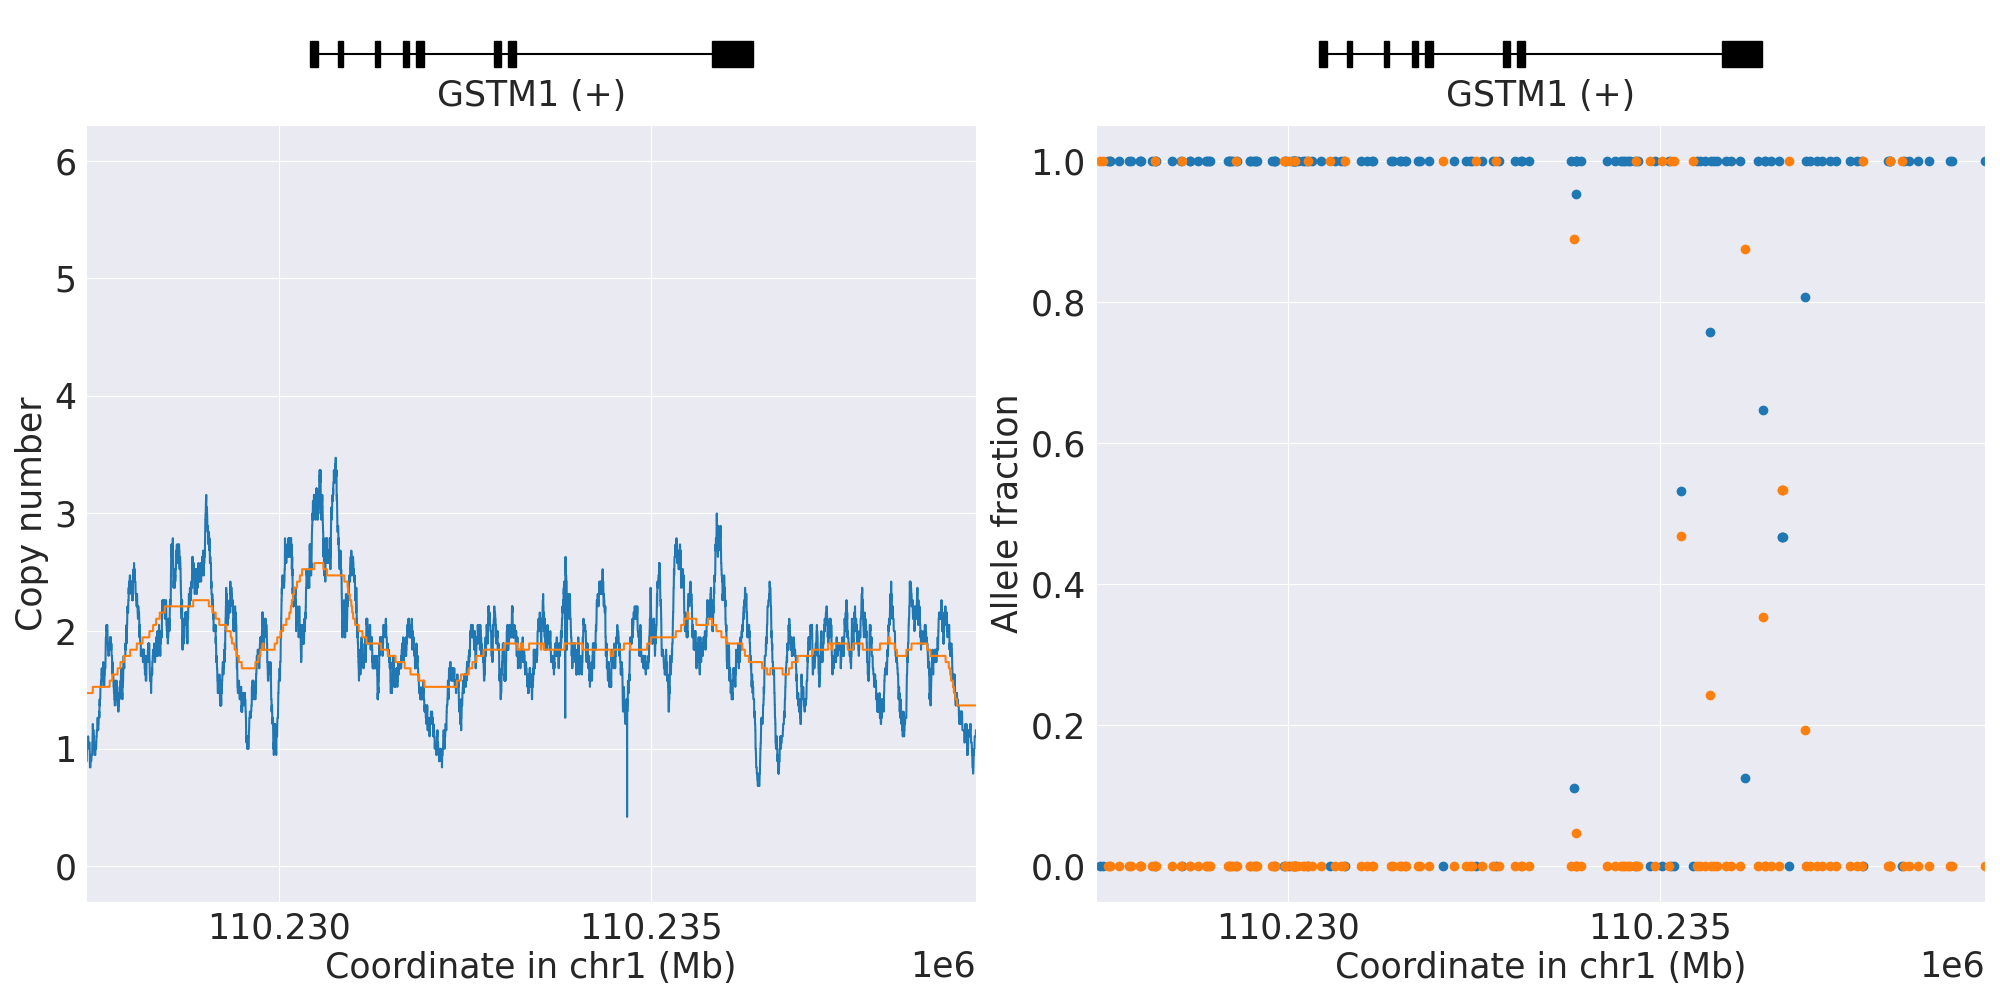 GSTM1 (+)
6
5
4
3
2
1
0
Copy number
110.230
110.235
Coordinate in chr1 (Mb)
1e6
GSTM1 (+)
1.0
0.8
0.6
0.4
0.2
0.0
Allele fraction
110.230
110.235
Coordinate in chr1 (Mb)
1e6